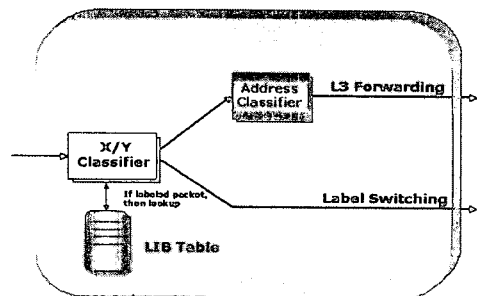 Address
Classifier
L3 Forwarding
X/Y
Classifier
If labeled packet,
then lookup
Label Switching
LIB Table